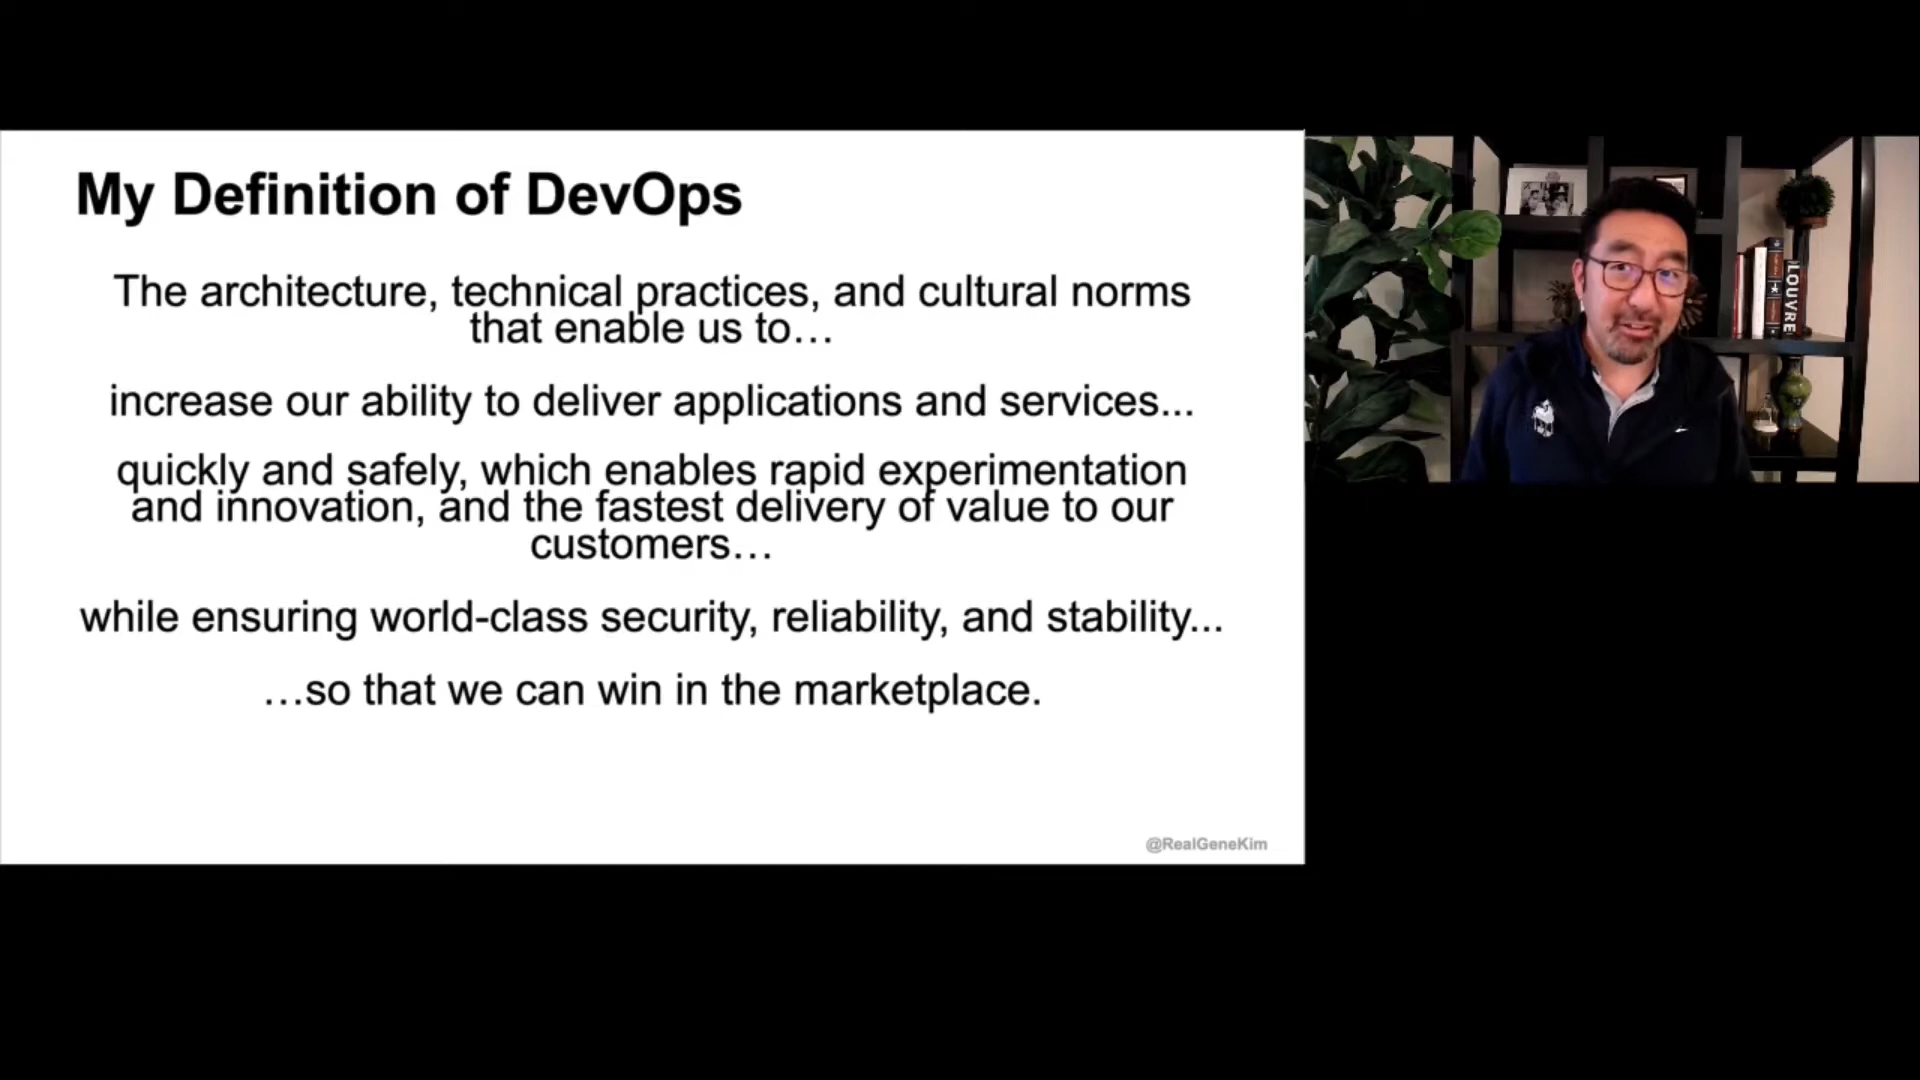 My Definition of DevOps
The architecture, technical practices, and cultural norms
that enable us to…
increase our ability to deliver applications and services...
quickly and safely, which enables rapid experimentation
and innovation, and the fastest delivery of value to our
customers…
while ensuring world-class security, reliability, and stability...
…so that we can win in the marketplace.
@RealGeneKim
LOUVRE